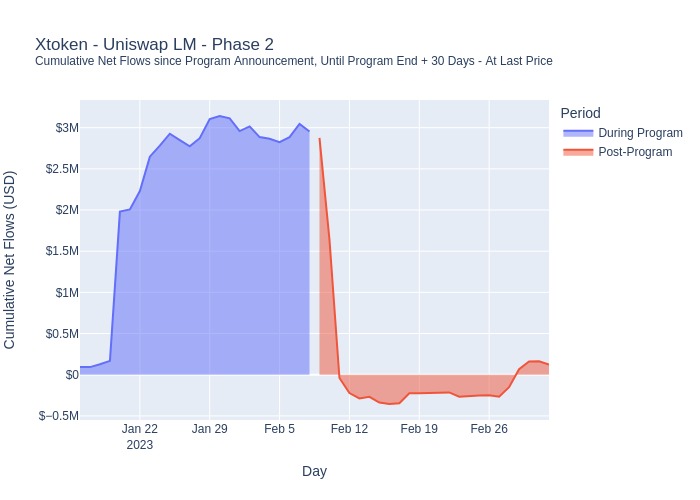 Xtoken - Uniswap LM - Phase 2
Cumulative Net Flows since Program Announcement, Until Program End + 30 Days - At Last Price
Period
During Program
Post-Program
Cumulative Net Flows (USD)
$3M
$2.5M
$2M
$1.5M
$1M
$0.5M
$0
$−0.5M
Jan 22
2023
Jan 29
Feb 5
Feb 12
Feb 19
Feb 26
Day